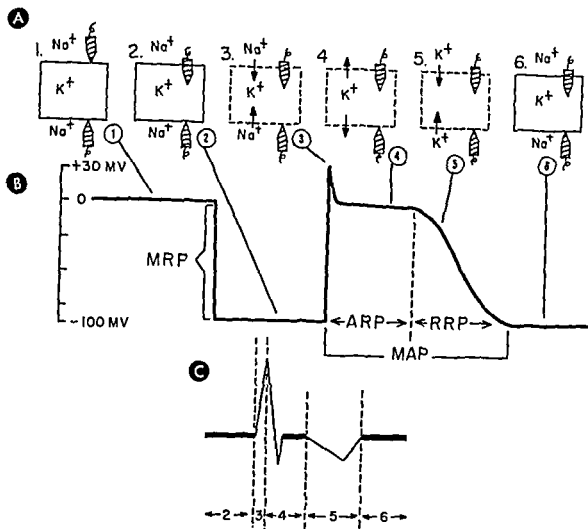 A
1. Na⁺ 2. Na⁺ 3. Na⁺ 4 5. K⁺ 6. Na⁺
K⁺ K⁺ K⁺ K⁺ K⁺
Na⁺ Na⁺ Na⁺ K⁺ Na⁺
1 2 3 4 5 6
B
+30 MV
0
MRP
-100 MV
ARP RRP
MAP
C
2 3 4 5 6